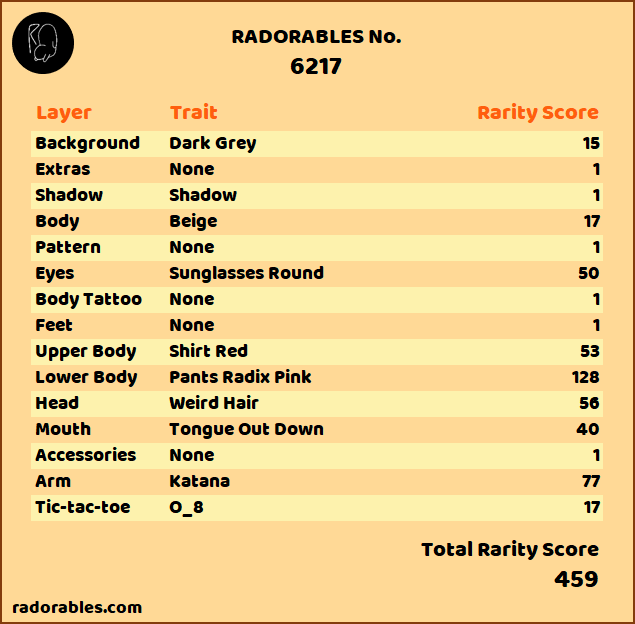 RADORABLES No.
6217
Layer Trait Rarity Score
Background Dark Grey 15
Extras None 1
Shadow Shadow 1
Body Beige 17
Pattern None 1
Eyes Sunglasses Round 50
Body Tattoo None 1
Feet None 1
Upper Body Shirt Red 53
Lower Body Pants Radix Pink 128
Head Weird Hair 56
Mouth Tongue Out Down 40
Accessories None 1
Arm Katana 77
Tic-tac-toe O_8 17
Total Rarity Score
459
radorables.com